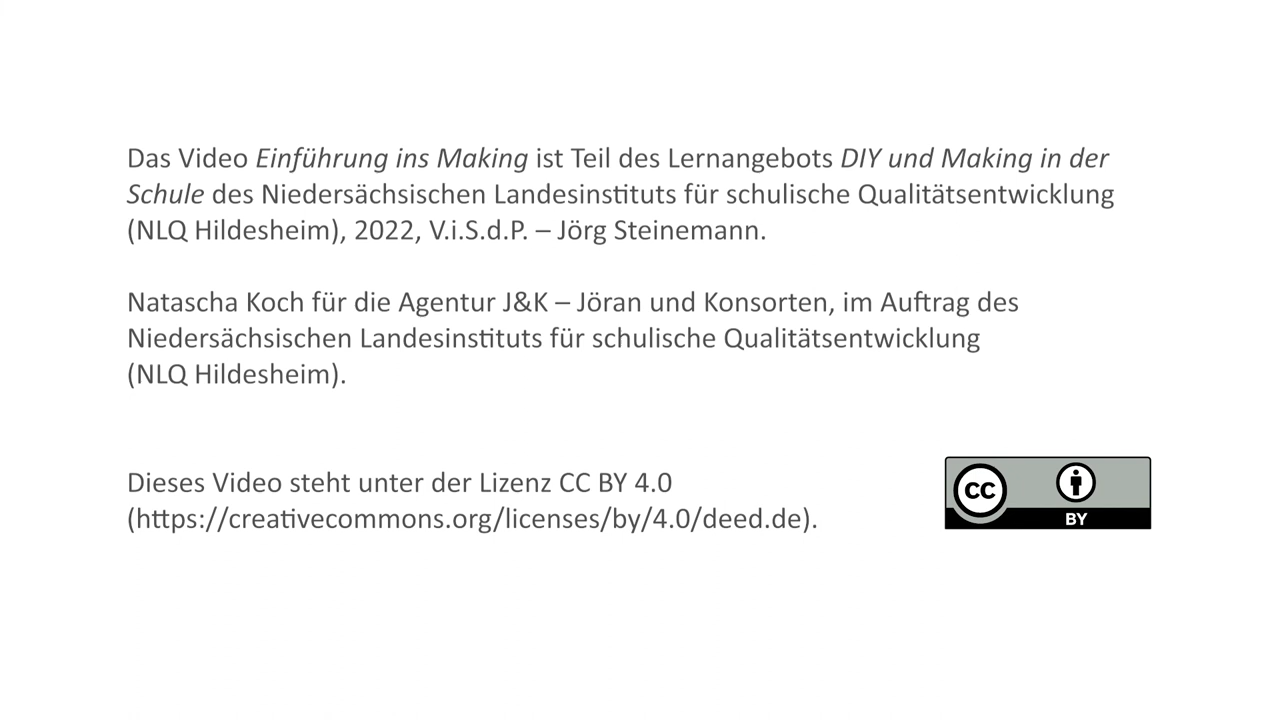 Das Video Einführung ins Making ist Teil des Lernangebots DIY und Making in der
Schule des Niedersächsischen Landesinstituts für schulische Qualitätsentwicklung
(NLQ Hildesheim), 2022, V.i.S.d.P. – Jörg Steinemann.
Natascha Koch für die Agentur J&K – Jöran und Konsorten, im Auftrag des
Niedersächsischen Landesinstituts für schulische Qualitätsentwicklung
(NLQ Hildesheim).
Dieses Video steht unter der Lizenz CC BY 4.0
(https://creativecommons.org/licenses/by/4.0/deed.de).
CC
BY